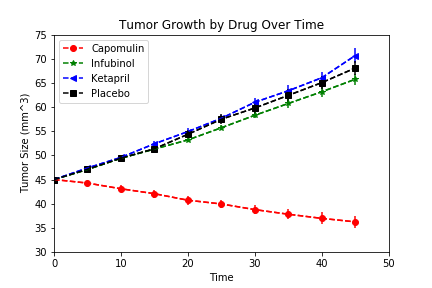 Tumor Growth by Drug Over Time
Tumor Size (mm^3)
75
70
65
60
55
50
45
40
35
30
Capomulin
Infubinol
Ketapril
Placebo
0
10
20
30
40
50
Time